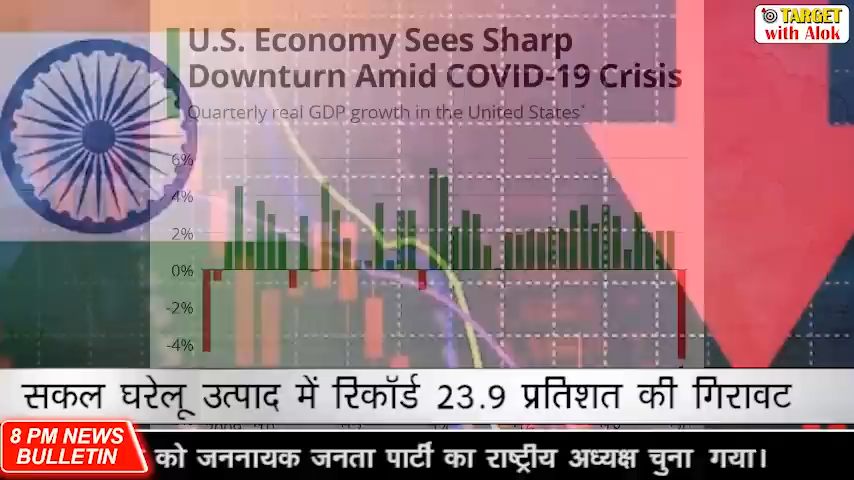 TARGET
with Alok
U.S. Economy Sees Sharp
Downturn Amid COVID-19 Crisis
Quarterly real GDP growth in the United States*
6%
4%
2%
0%
-2%
-4%
सकल घरेलू उत्पाद में रिकॉर्ड 23.9 प्रतिशत की गिरावट
8 PM NEWS
BULLETIN
को जननायक जनता पार्टी का राष्ट्रीय अध्यक्ष चुना गया।